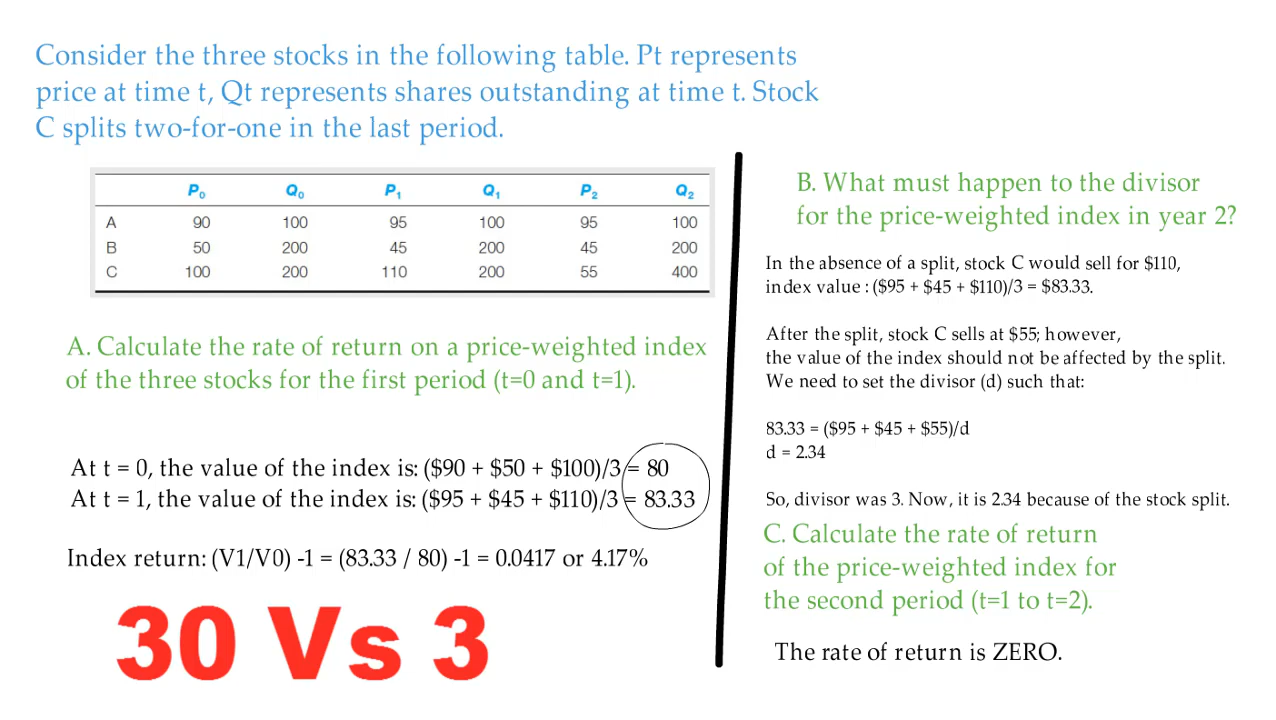 Consider the three stocks in the following table. Pt represents
price at time t, Qt represents shares outstanding at time t. Stock
C splits two-for-one in the last period.
P0 Q0 P1 Q1 P2 Q2
A 90 100 95 100 95 100
B 50 200 45 200 45 200
C 100 200 110 200 55 400
A. Calculate the rate of return on a price-weighted index
of the three stocks for the first period (t=0 and t=1).
At t = 0, the value of the index is: ($90 + $50 + $100)/3 = 80
At t = 1, the value of the index is: ($95 + $45 + $110)/3 = 83.33
Index return: (V1/V0) -1 = (83.33 / 80) -1 = 0.0417 or 4.17%
30 Vs 3
B. What must happen to the divisor
for the price-weighted index in year 2?
In the absence of a split, stock C would sell for $110,
index value : ($95 + $45 + $110)/3 = $83.33.
After the split, stock C sells at $55; however,
the value of the index should not be affected by the split.
We need to set the divisor (d) such that:
83.33 = ($95 + $45 + $55)/d
d = 2.34
So, divisor was 3. Now, it is 2.34 because of the stock split.
C. Calculate the rate of return
of the price-weighted index for
the second period (t=1 to t=2).
The rate of return is ZERO.